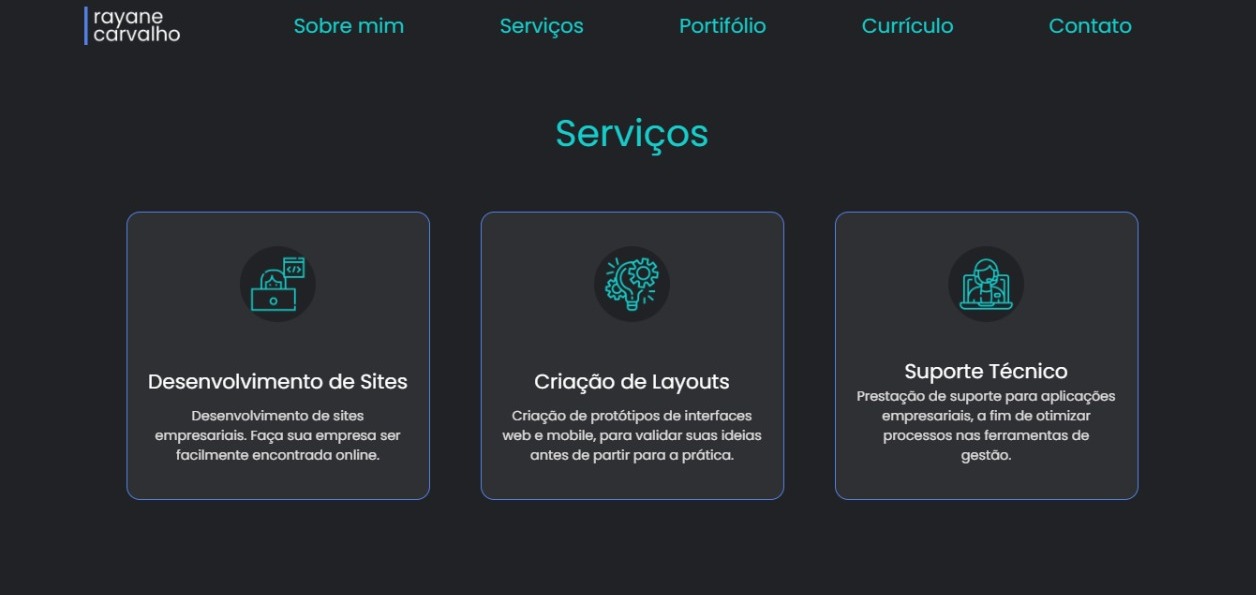 rayane
carvalho
Sobre mim
Serviços
Portifólio
Currículo
Contato
Serviços
</>
Desenvolvimento de Sites
Desenvolvimento de sites
empresariais. Faça sua empresa ser
facilmente encontrada online.
Criação de Layouts
Criação de protótipos de interfaces
web e mobile, para validar suas ideias
antes de partir para a prática.
Suporte Técnico
Prestação de suporte para aplicações
empresariais, a fim de otimizar
processos nas ferramentas de
gestão.